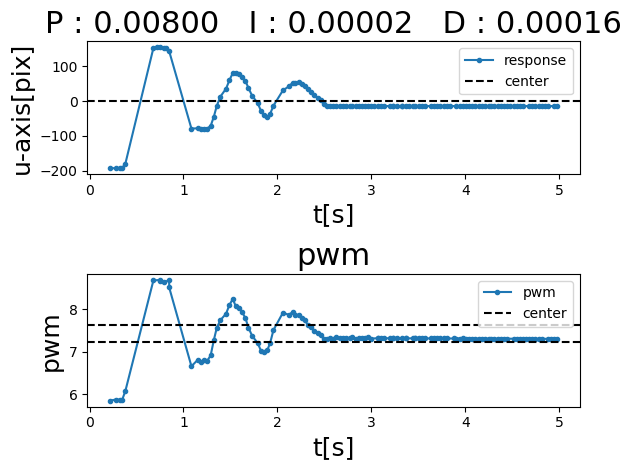 P : 0.00800 I : 0.00002 D : 0.00016
u-axis[pix]
100
0
-100
-200
response
center
0 1 2 3 4 5
t[s]
pwm
pwm
8
7
6
pwm
center
0 1 2 3 4 5
t[s]